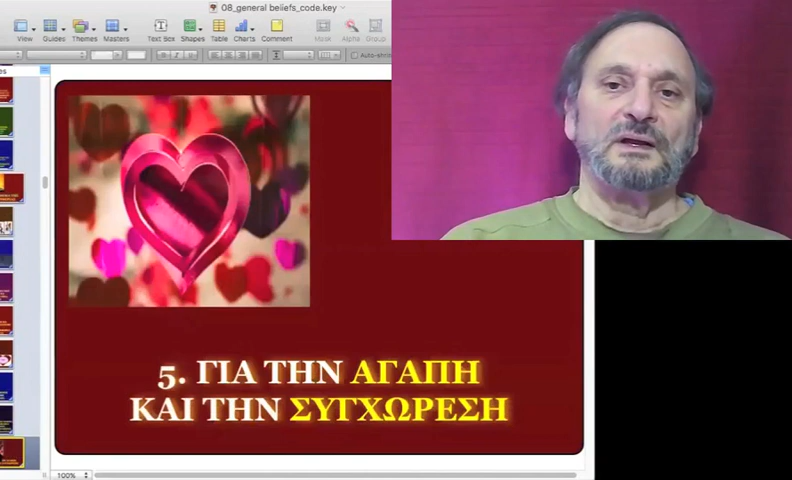 08_general beliefs_code.key
View Guides Themes Masters Text Box Shapes Table Charts Comment Mask Alpha Group
5. ΓΙΑ ΤΗΝ ΑΓΑΠΗ
ΚΑΙ ΤΗΝ ΣΥΓΧΩΡΕΣΗ
100%